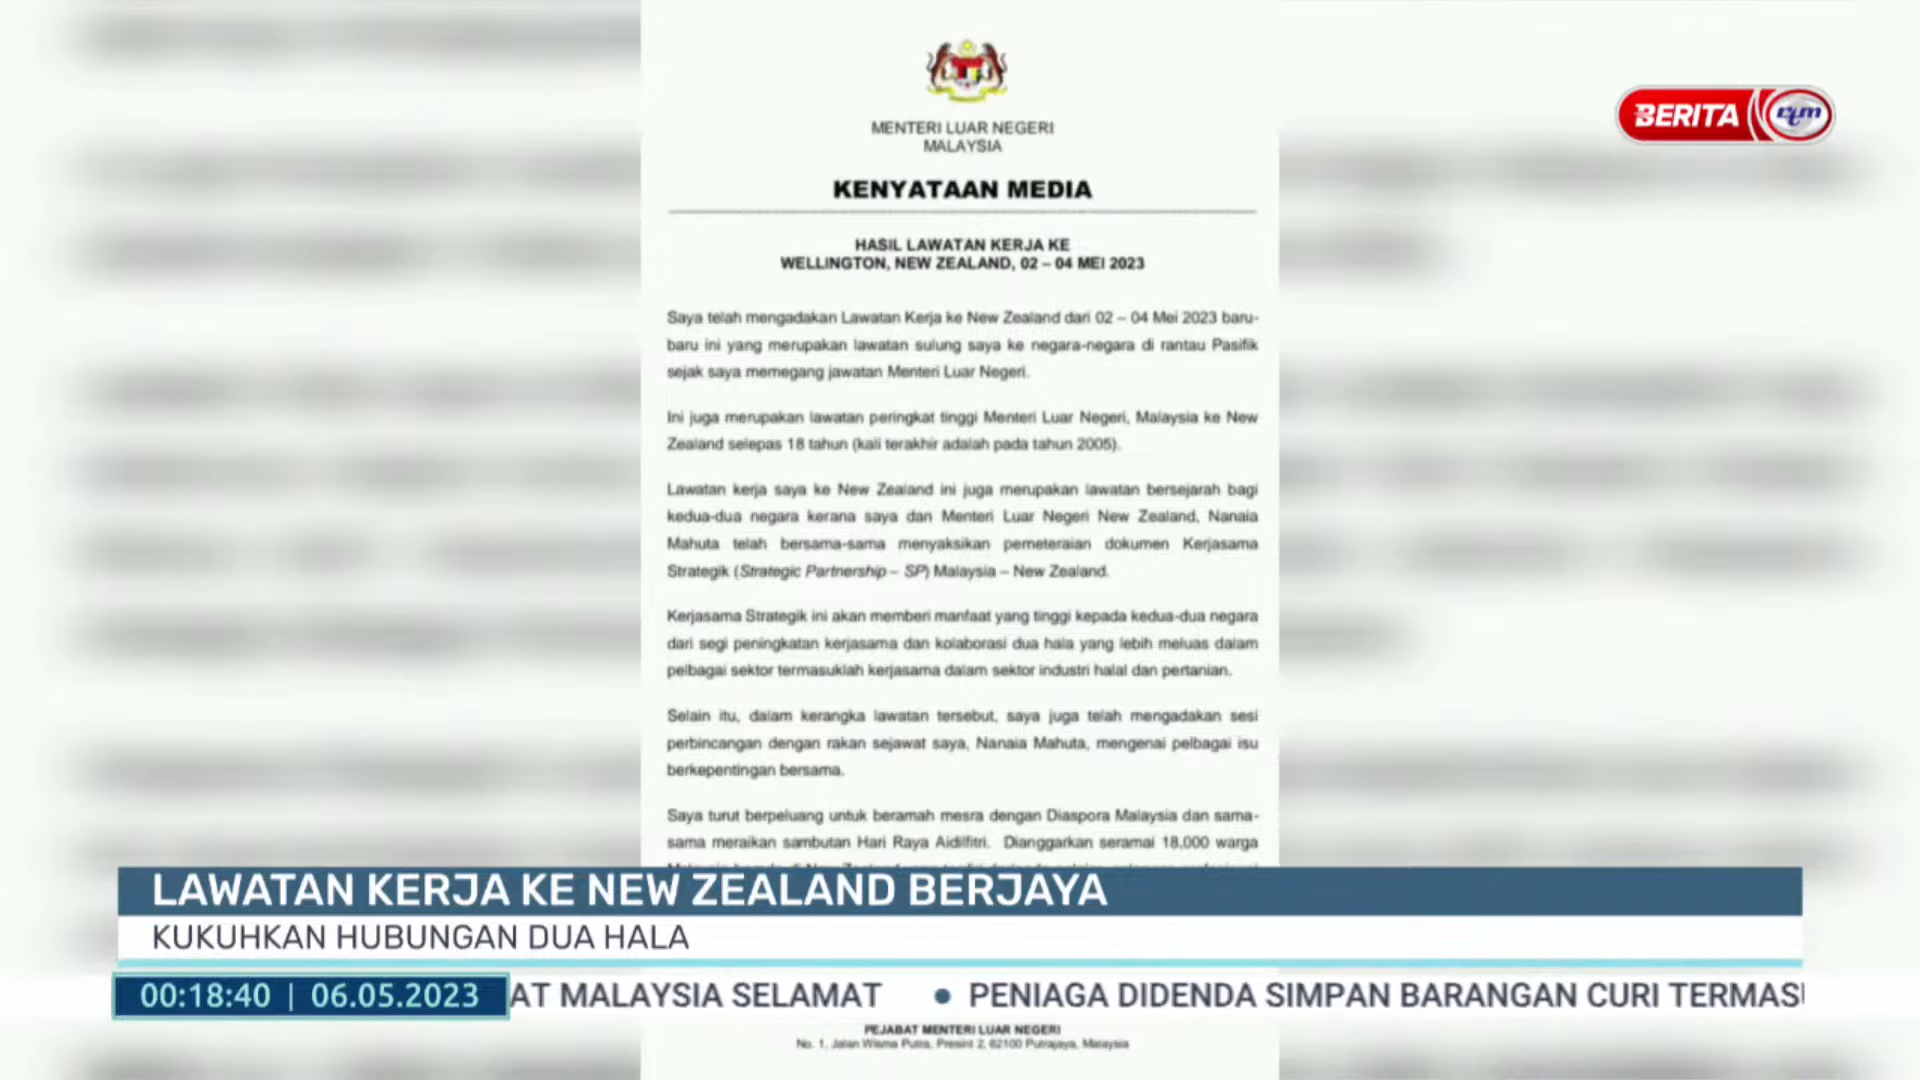 MENTERI LUAR NEGERI
MALAYSIA
KENYATAAN MEDIA
HASIL LAWATAN KERJA KE
WELLINGTON, NEW ZEALAND, 02 – 04 MEI 2023
Saya telah mengadakan Lawatan Kerja ke New Zealand dari 02 – 04 Mei 2023 baru-
baru ini yang merupakan lawatan sulung saya ke negara-negara di rantau Pasifik
sejak saya memegang jawatan Menteri Luar Negeri.
Ini juga merupakan lawatan peringkat tinggi Menteri Luar Negeri, Malaysia ke New
Zealand selepas 18 tahun (kali terakhir adalah pada tahun 2005).
Lawatan kerja saya ke New Zealand ini juga merupakan lawatan bersejarah bagi
kedua-dua negara kerana saya dan Menteri Luar Negeri New Zealand, Nanaia
Mahuta telah bersama-sama menyaksikan pemeteraian dokumen Kerjasama
Strategik (Strategic Partnership – SP) Malaysia – New Zealand.
Kerjasama Strategik ini akan memberi manfaat yang tinggi kepada kedua-dua negara
dari segi peningkatan kerjasama dan kolaborasi dua hala yang lebih meluas dalam
pelbagai sektor termasuklah kerjasama dalam sektor industri halal dan pertanian.
Selain itu, dalam kerangka lawatan tersebut, saya juga telah mengadakan sesi
perbincangan dengan rakan sejawat saya, Nanaia Mahuta, mengenai pelbagai isu
berkepentingan bersama.
Saya turut berpeluang untuk beramah mesra dengan Diaspora Malaysia dan sama-
sama meraikan sambutan Hari Raya Aidilfitri. Dianggarkan seramai 18,000 warga
BERITA rtm
LAWATAN KERJA KE NEW ZEALAND BERJAYA
KUKUHKAN HUBUNGAN DUA HALA
00:18:40 | 06.05.2023 AT MALAYSIA SELAMAT • PENIAGA DIDENDA SIMPAN BARANGAN CURI TERMAS
PEJABAT MENTERI LUAR NEGERI
No. 1, Jalan Wisma Putra, Presint 2, 62100 Putrajaya, Malaysia